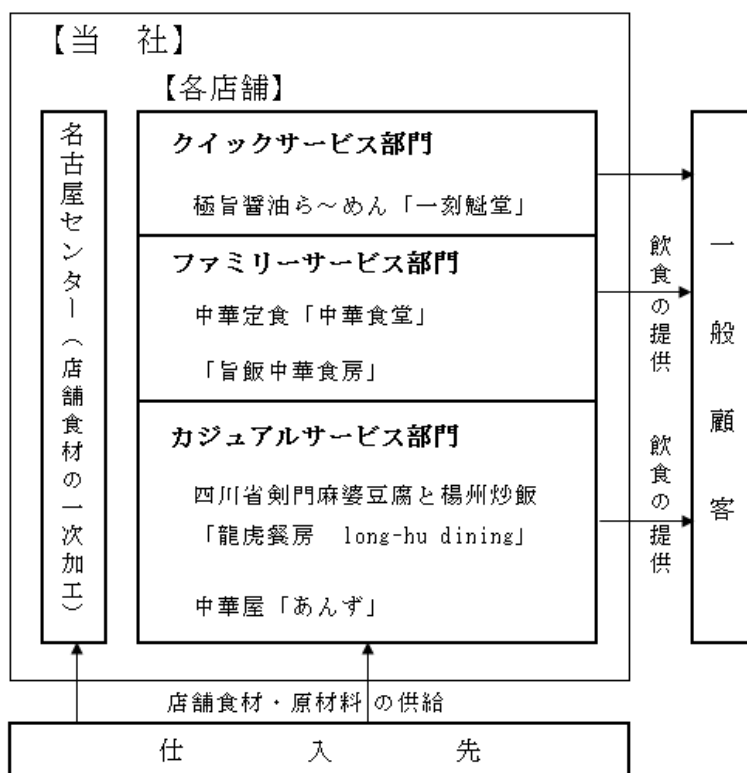 【当　社】
【各店舗】
名古屋センター（店舗食材の一次加工）
クイックサービス部門
極旨醤油ら～めん「一刻魁堂」
ファミリーサービス部門
中華定食「中華食堂」
「旨飯中華食房」
カジュアルサービス部門
四川省剣門麻婆豆腐と楊州炒飯
「龍虎餐房　long-hu dining」
中華屋「あんず」
飲食の提供
飲食の提供
一般顧客
店舗食材・原材料の供給
仕　入　先